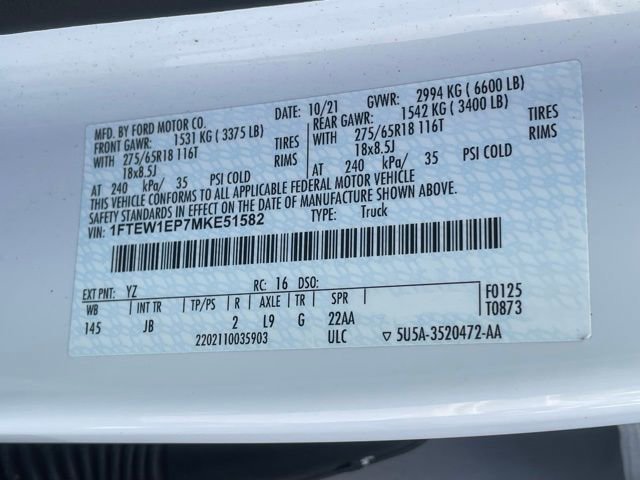 MFD. BY FORD MOTOR CO. DATE: 10/21 GVWR: 2994 KG ( 6600 LB)
FRONT GAWR: 1531 KG ( 3375 LB) REAR GAWR: 1542 KG ( 3400 LB)
WITH 275/65R18 116T TIRES WITH 275/65R18 116T TIRES
18x8.5J RIMS 18x8.5J RIMS
AT 240 kPa/ 35 PSI COLD AT 240 kPa/ 35 PSI COLD
THIS VEHICLE CONFORMS TO ALL APPLICABLE FEDERAL MOTOR VEHICLE
SAFETY STANDARDS IN EFFECT ON THE DATE OF MANUFACTURE SHOWN ABOVE.
VIN: 1FTEW1EP7MKE51582 TYPE: Truck
EXT PNT: YZ RC: 16 DSO:
WB INT TR TP/PS R AXLE TR SPR F0125
145 JB 2 L9 G 22AA T0873
2202110035903 ULC ▽ 5U5A-3520472-AA